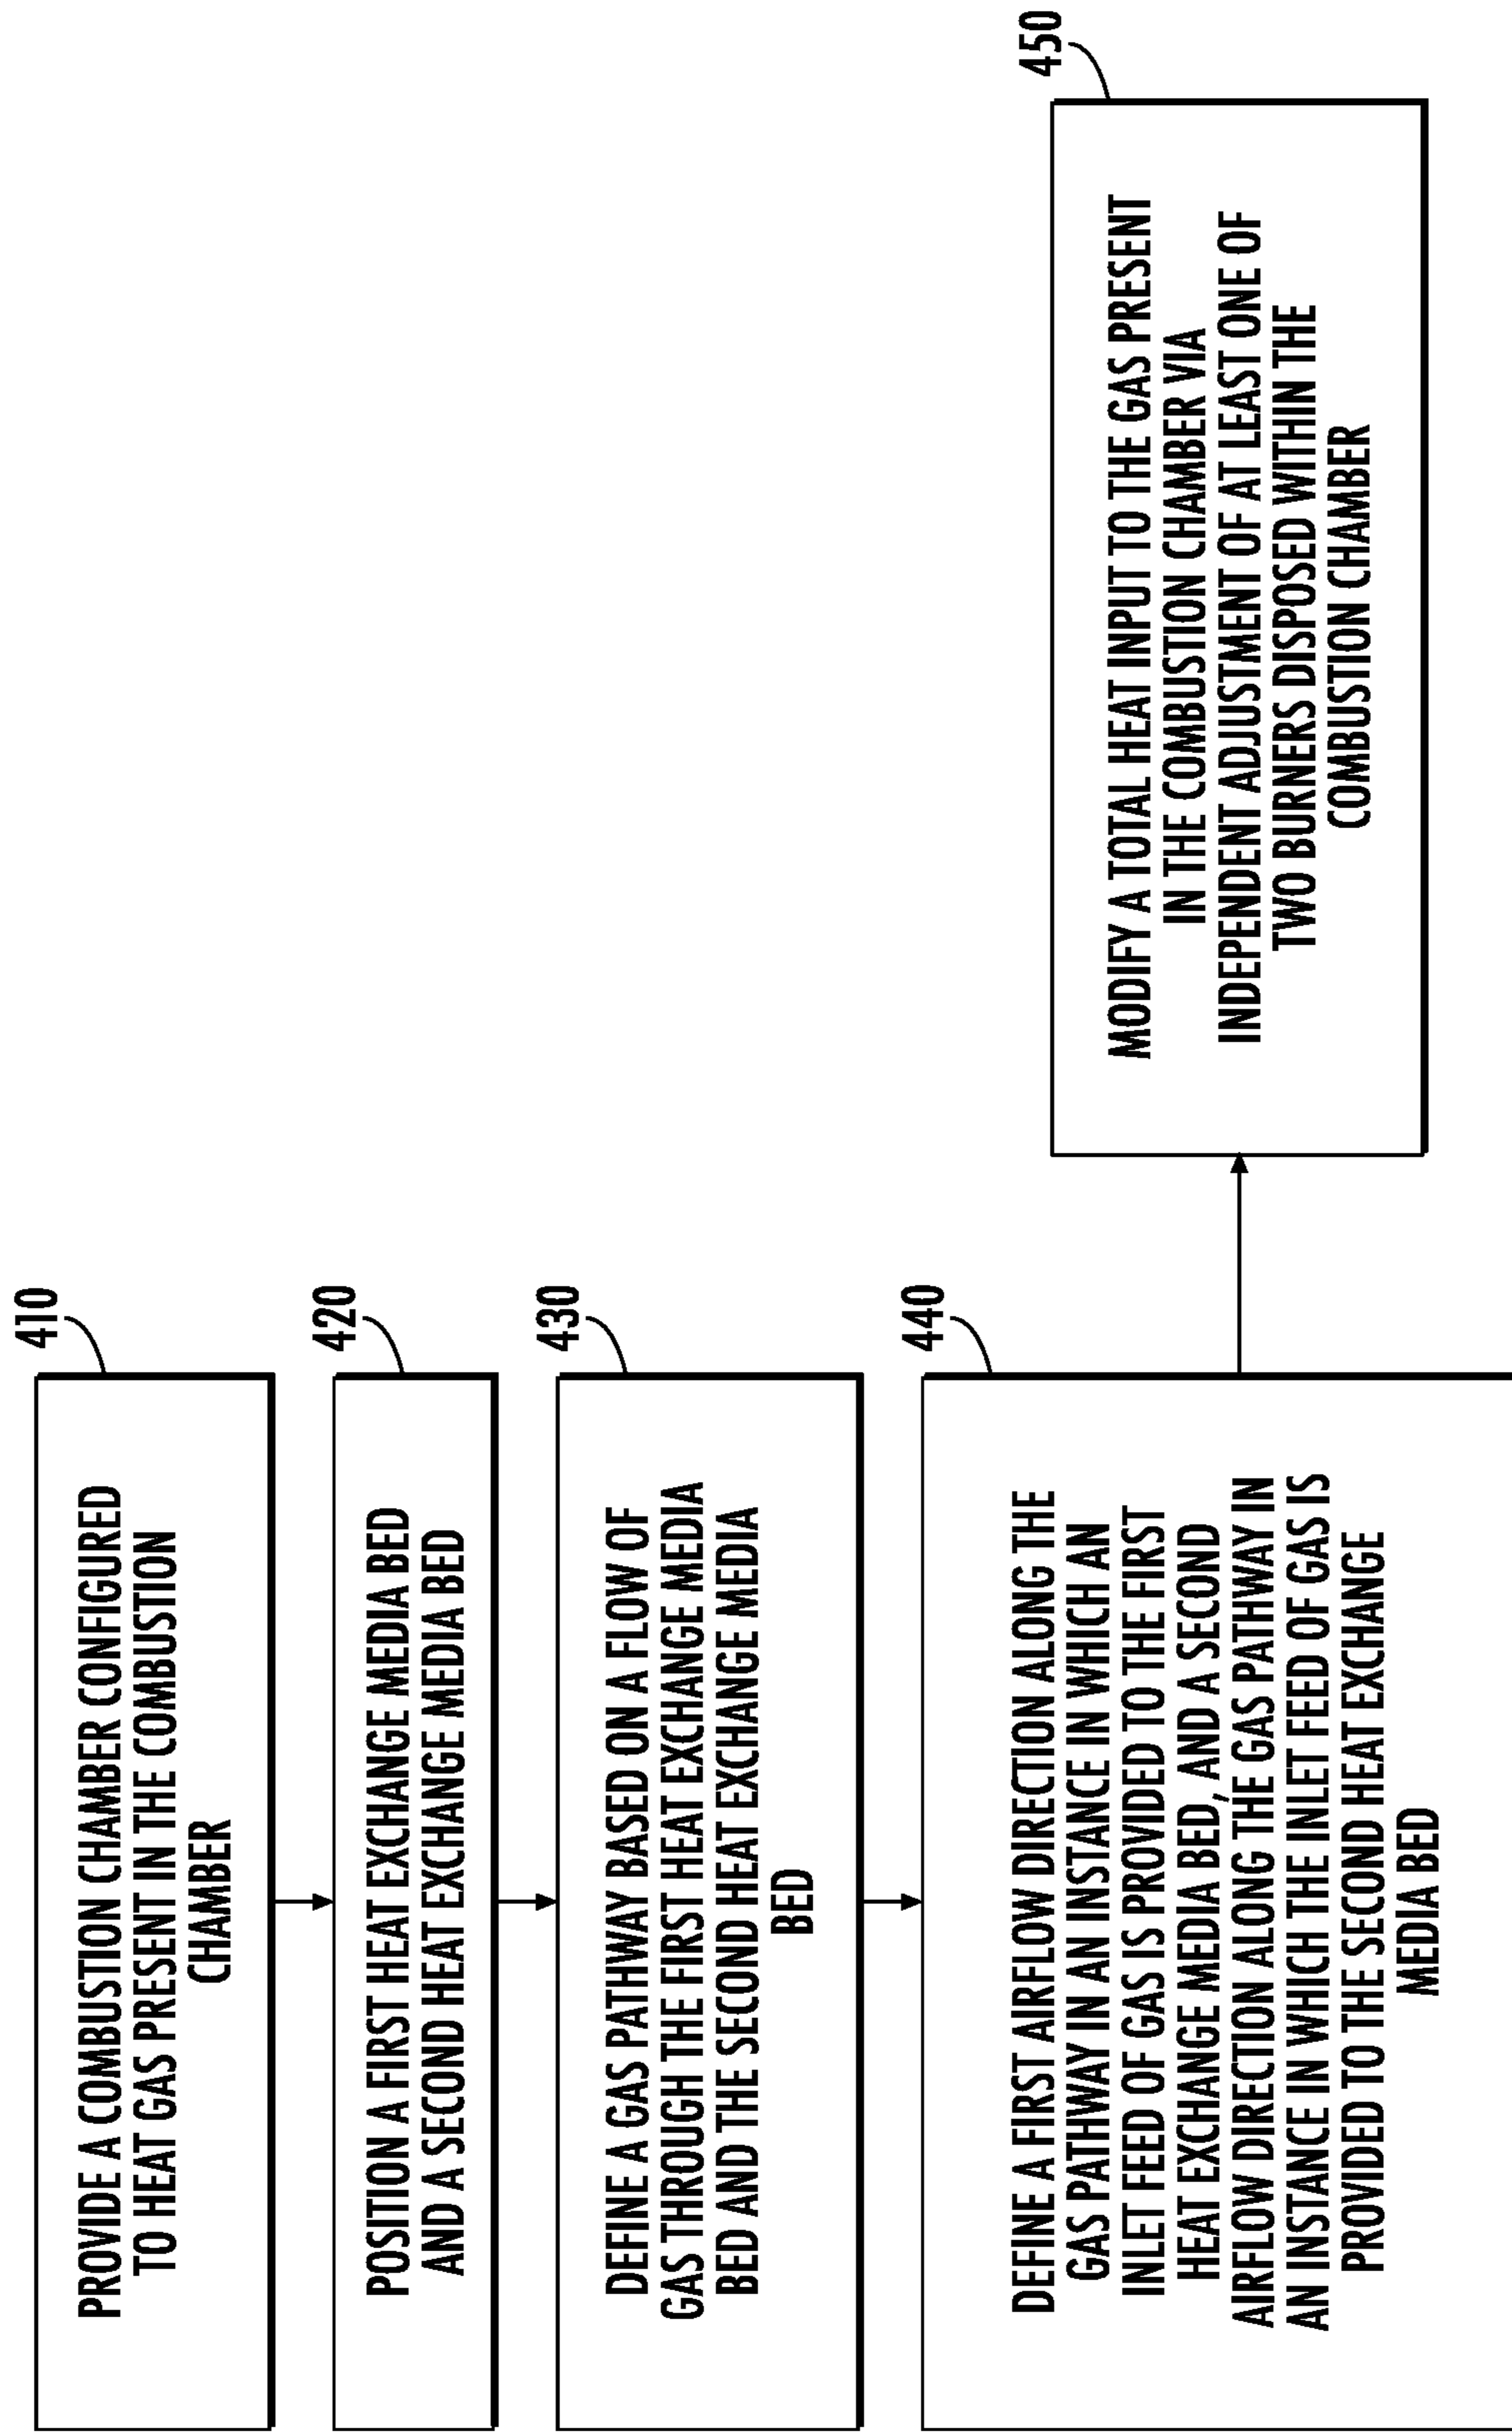 410
PROVIDE A COMBUSTION CHAMBER CONFIGURED
TO HEAT GAS PRESENT IN THE COMBUSTION
CHAMBER
420
POSITION A FIRST HEAT EXCHANGE MEDIA BED
AND A SECOND HEAT EXCHANGE MEDIA BED
430
DEFINE A GAS PATHWAY BASED ON A FLOW OF
GAS THROUGH THE FIRST HEAT EXCHANGE MEDIA
BED AND THE SECOND HEAT EXCHANGE MEDIA
BED
440
DEFINE A FIRST AIRFLOW DIRECTION ALONG THE
GAS PATHWAY IN AN INSTANCE IN WHICH AN
INLET FEED OF GAS IS PROVIDED TO THE FIRST
HEAT EXCHANGE MEDIA BED, AND A SECOND
AIRFLOW DIRECTION ALONG THE GAS PATHWAY IN
AN INSTANCE IN WHICH THE INLET FEED OF GAS IS
PROVIDED TO THE SECOND HEAT EXCHANGE
MEDIA BED
450
MODIFY A TOTAL HEAT INPUT TO THE GAS PRESENT
IN THE COMBUSTION CHAMBER VIA
INDEPENDENT ADJUSTMENT OF AT LEAST ONE OF
TWO BURNERS DISPOSED WITHIN THE
COMBUSTION CHAMBER